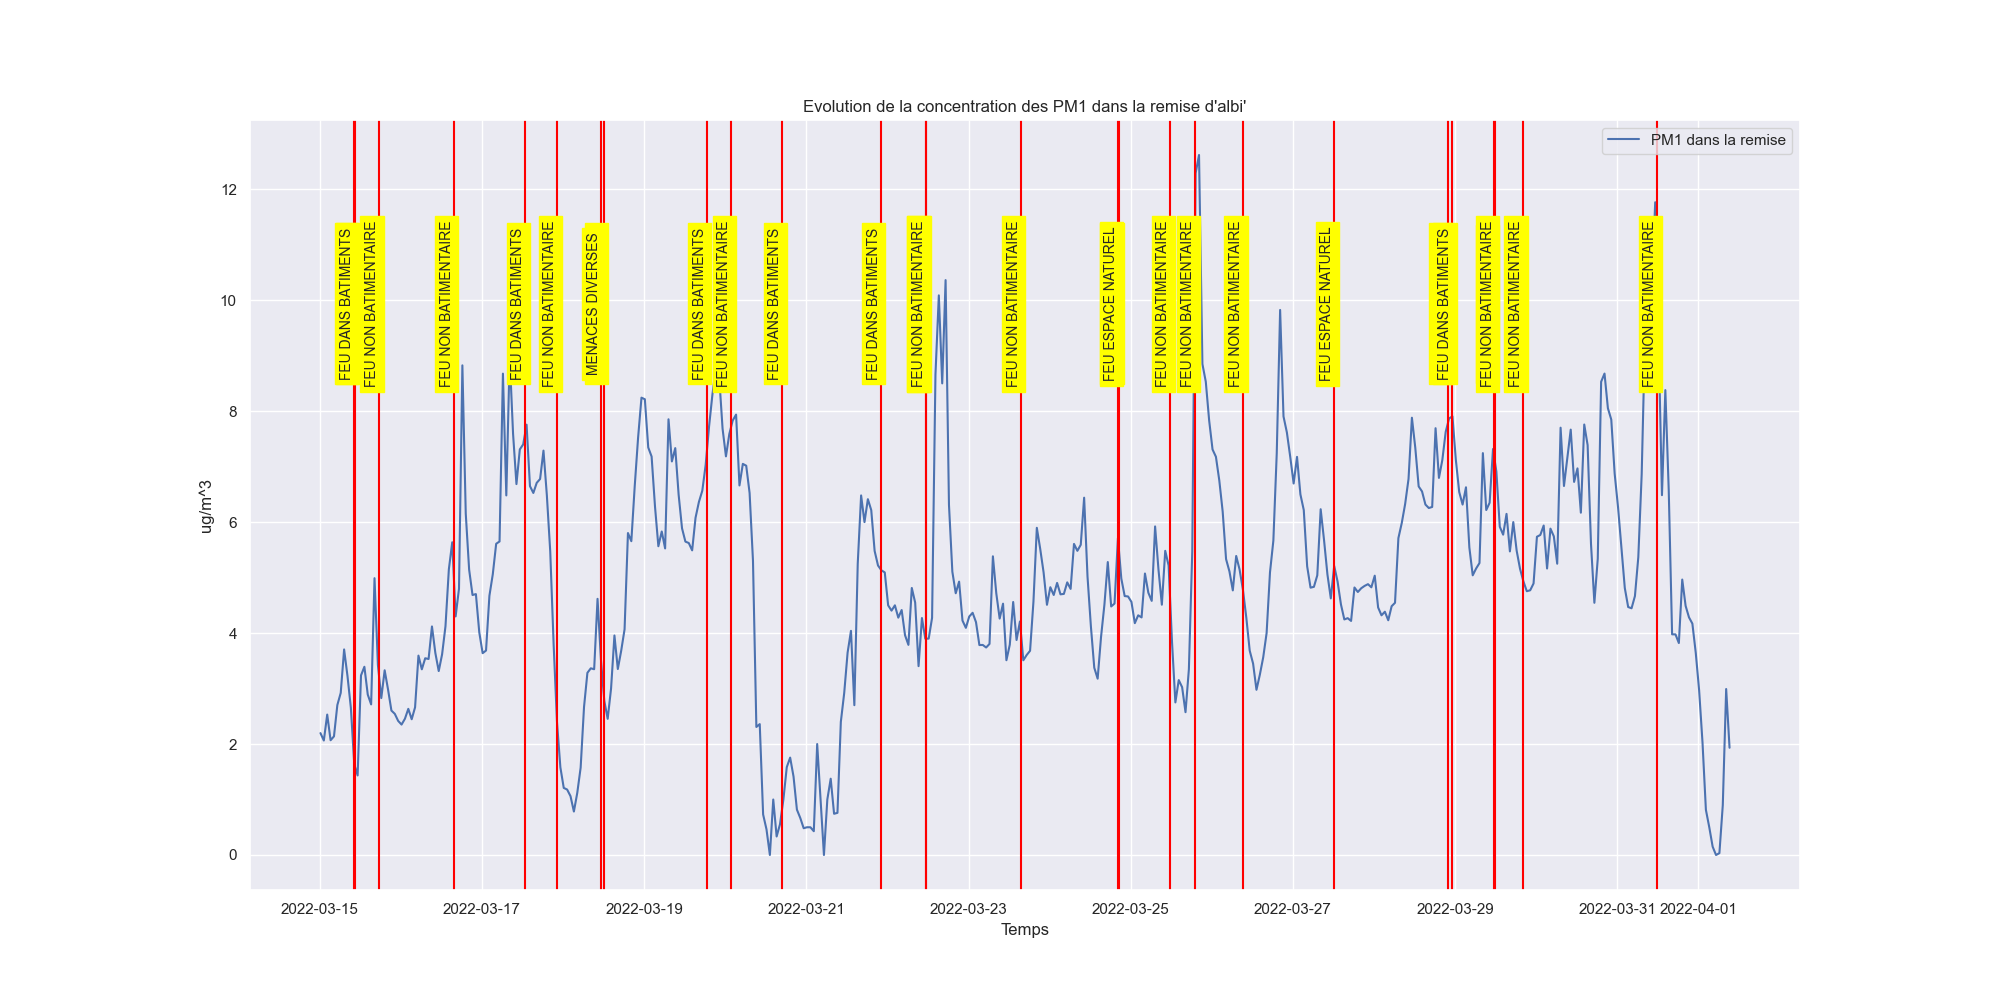 Evolution de la concentration des PM1 dans la remise d'albi'
PM1 dans la remise
12
10
8
6
4
2
0
ug/m^3
FEU DANS BATIMENTS
FEU NON BATIMENTAIRE
FEU NON BATIMENTAIRE
FEU DANS BATIMENTS
FEU NON BATIMENTAIRE
MENACES DIVERSES
FEU DANS BATIMENTS
FEU NON BATIMENTAIRE
FEU DANS BATIMENTS
FEU DANS BATIMENTS
FEU NON BATIMENTAIRE
FEU NON BATIMENTAIRE
FEU ESPACE NATUREL
FEU NON BATIMENTAIRE
FEU NON BATIMENTAIRE
FEU NON BATIMENTAIRE
FEU ESPACE NATUREL
FEU DANS BATIMENTS
FEU NON BATIMENTAIRE
FEU NON BATIMENTAIRE
FEU NON BATIMENTAIRE
2022-03-15 2022-03-17 2022-03-19 2022-03-21 2022-03-23 2022-03-25 2022-03-27 2022-03-29 2022-03-31 2022-04-01
Temps